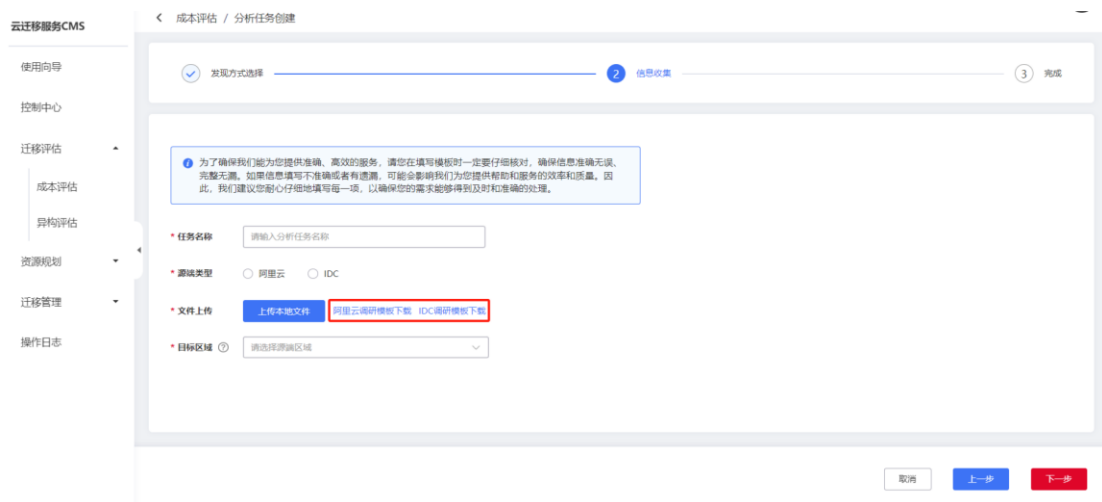 云迁移服务CMS
使用向导
控制中心
迁移评估
成本评估
异构评估
资源规划
迁移管理
操作日志
成本评估 / 分析任务创建
发现方式选择
2 信息收集
3 完成
为了确保我们能为您提供准确、高效的服务，请您在填写模板时一定要仔细核对，确保信息准确无误、
完整无漏。如果信息填写不准确或者有遗漏，可能会影响我们为您提供帮助和服务的效率和质量。因
此，我们建议您耐心仔细地填写每一项，以确保您的需求能够得到及时和准确的处理。
* 任务名称 请输入分析任务名称
* 源端类型 阿里云 IDC
* 文件上传 上传本地文件 阿里云调研模板下载 IDC调研模板下载
* 目标区域 ? 请选择源端区域
取消 上一步 下一步